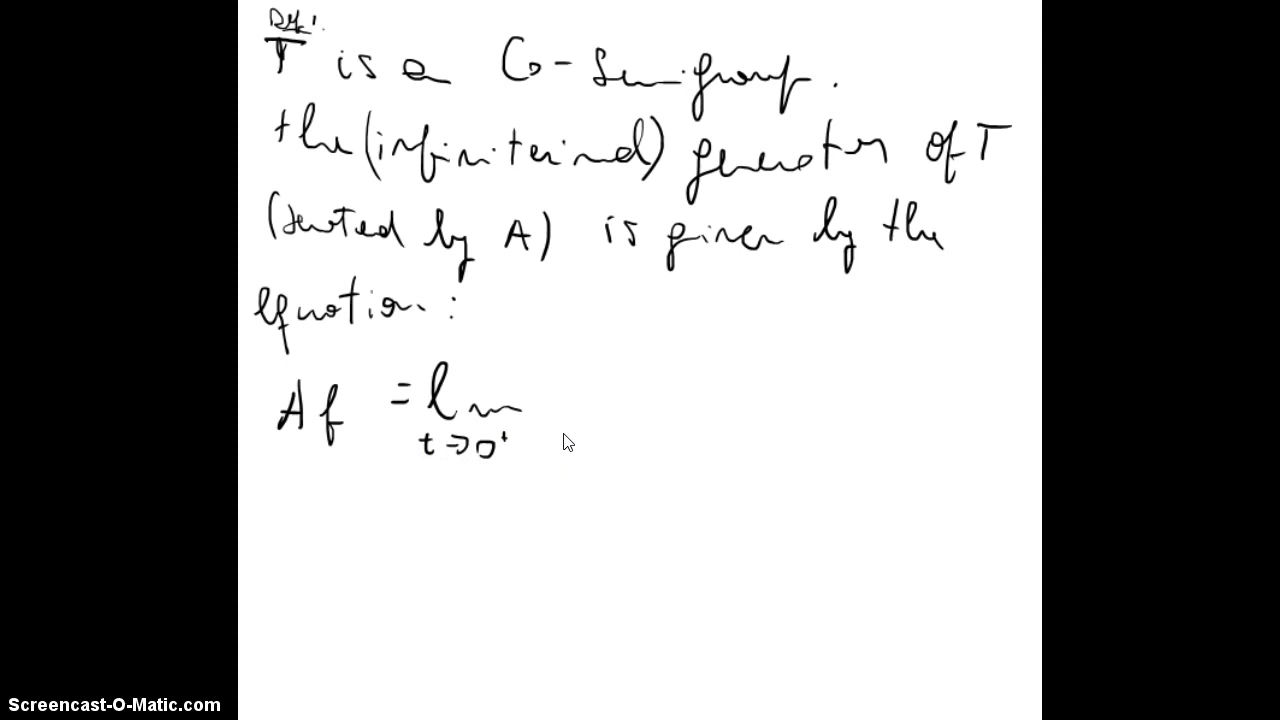 Def:
T is a C₀-semigroup.
the (infinitesimal) generator of T
(denoted by A) is given by the
equation:
Af = lim
t→0⁺
Screencast-O-Matic.com